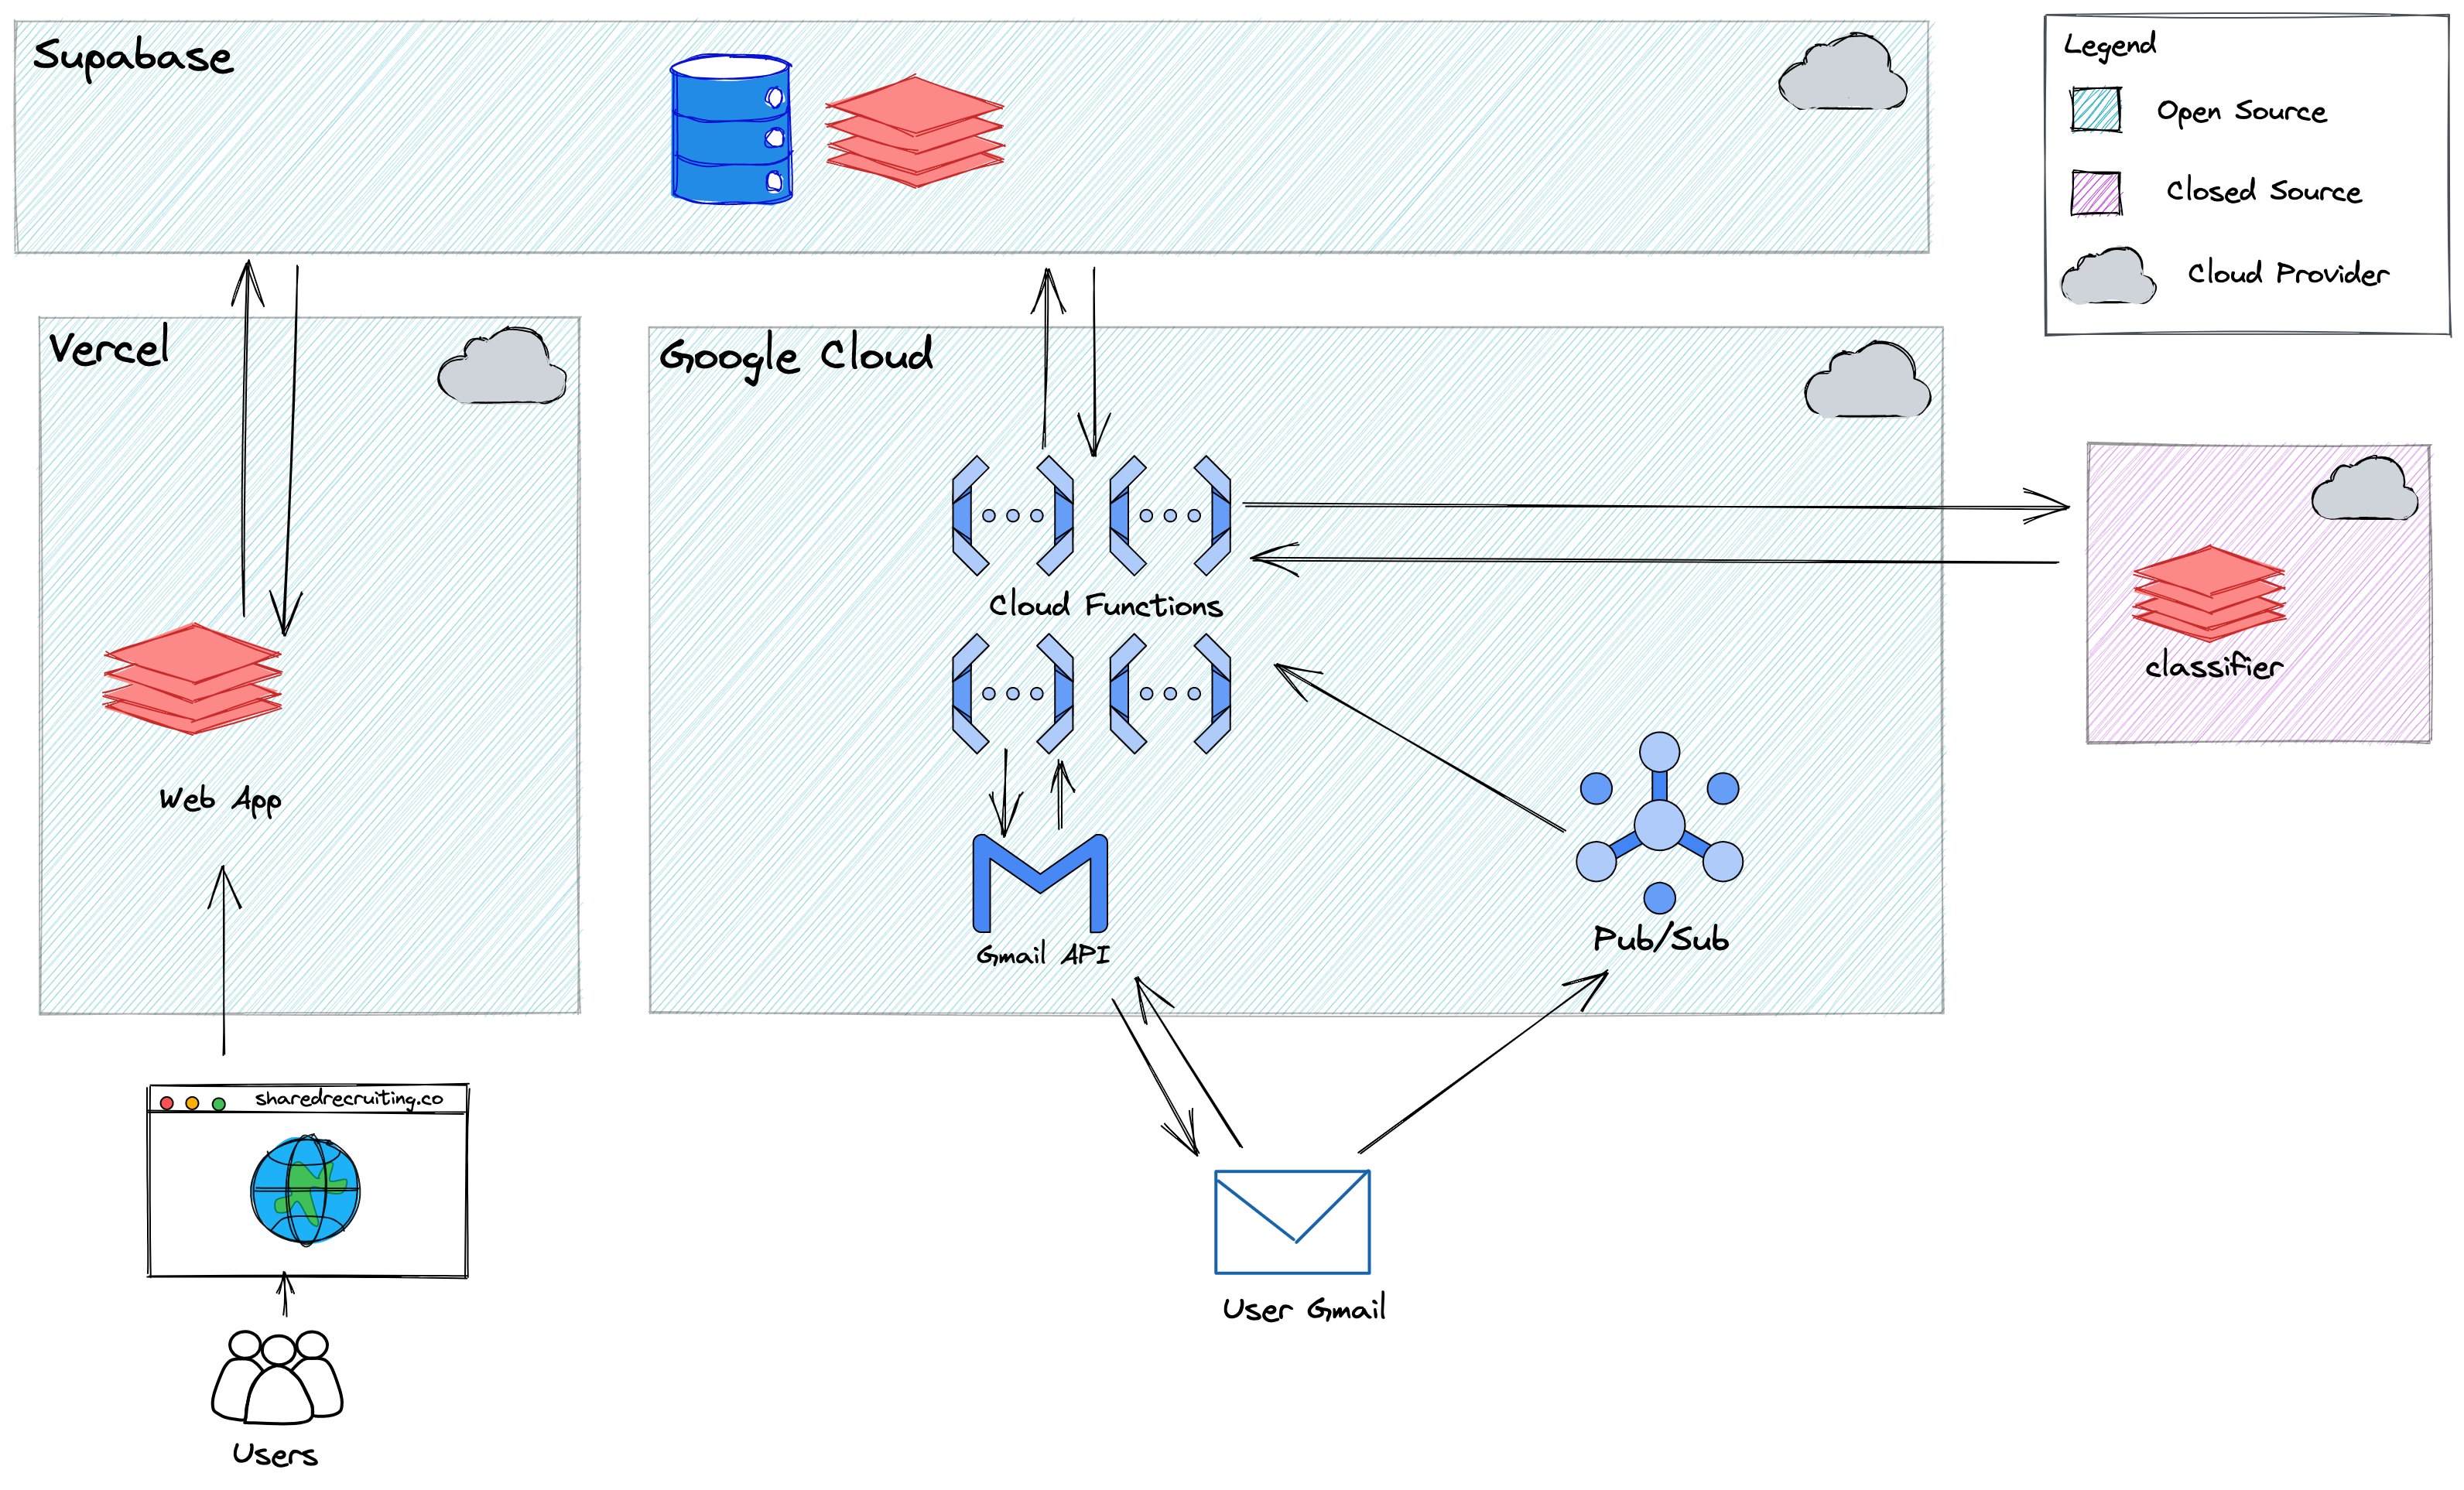 Supabase
Legend
Open Source
Closed Source
Cloud Provider
Vercel
Google Cloud
Cloud Functions
classifier
Web App
Gmail API
Pub/Sub
sharedrecruiting.co
User Gmail
Users